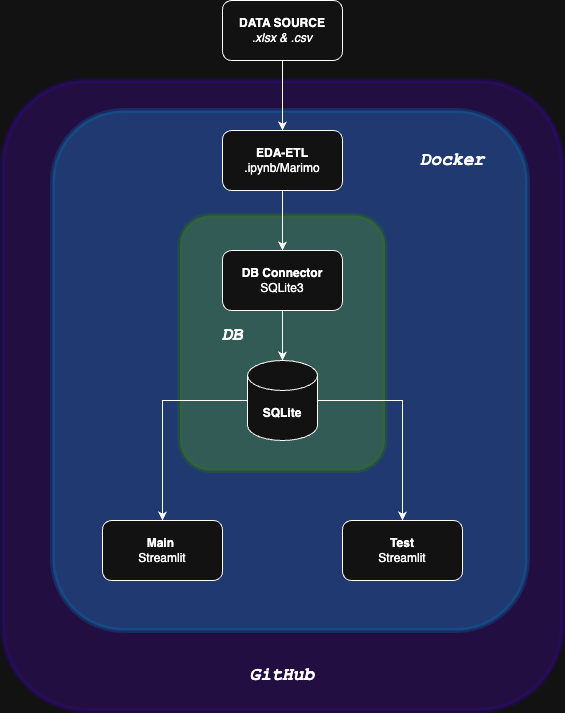 DATA SOURCE
.xlsx & .csv
EDA-ETL
.ipynb/Marimo
Docker
DB Connector
SQLite3
DB
SQLite
Main
Streamlit
Test
Streamlit
GitHub